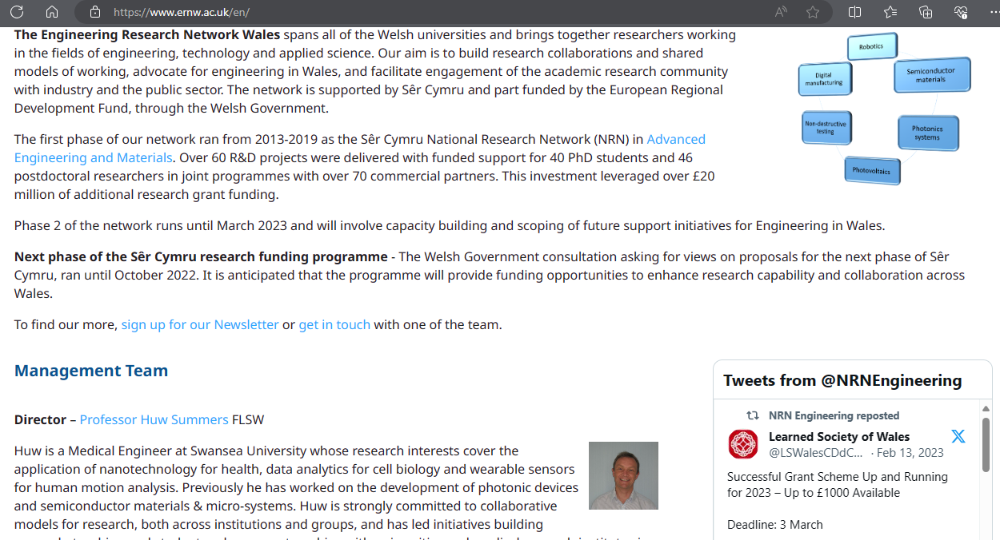 https://www.ernw.ac.uk/en/
The Engineering Research Network Wales spans all of the Welsh universities and brings together researchers working
in the fields of engineering, technology and applied science. Our aim is to build research collaborations and shared
models of working, advocate for engineering in Wales, and facilitate engagement of the academic research community
with industry and the public sector. The network is supported by Sêr Cymru and part funded by the European Regional
Development Fund, through the Welsh Government.
Robotics
Digital
manufacturing
Semiconductor
materials
Non-destructive
testing
Photonics
systems
Photovoltaics
The first phase of our network ran from 2013-2019 as the Sêr Cymru National Research Network (NRN) in Advanced
Engineering and Materials. Over 60 R&D projects were delivered with funded support for 40 PhD students and 46
postdoctoral researchers in joint programmes with over 70 commercial partners. This investment leveraged over £20
million of additional research grant funding.
Phase 2 of the network runs until March 2023 and will involve capacity building and scoping of future support initiatives for Engineering in Wales.
Next phase of the Sêr Cymru research funding programme - The Welsh Government consultation asking for views on proposals for the next phase of Sêr
Cymru, ran until October 2022. It is anticipated that the programme will provide funding opportunities to enhance research capability and collaboration across
Wales.
To find our more, sign up for our Newsletter or get in touch with one of the team.
Management Team
Director – Professor Huw Summers FLSW
Huw is a Medical Engineer at Swansea University whose research interests cover the
application of nanotechnology for health, data analytics for cell biology and wearable sensors
for human motion analysis. Previously he has worked on the development of photonic devices
and semiconductor materials & micro-systems. Huw is strongly committed to collaborative
models for research, both across institutions and groups, and has led initiatives building
Tweets from @NRNEngineering
NRN Engineering reposted
Learned Society of Wales
@LSWalesCDdC... · Feb 13, 2023
Successful Grant Scheme Up and Running
for 2023 – Up to £1000 Available
Deadline: 3 March